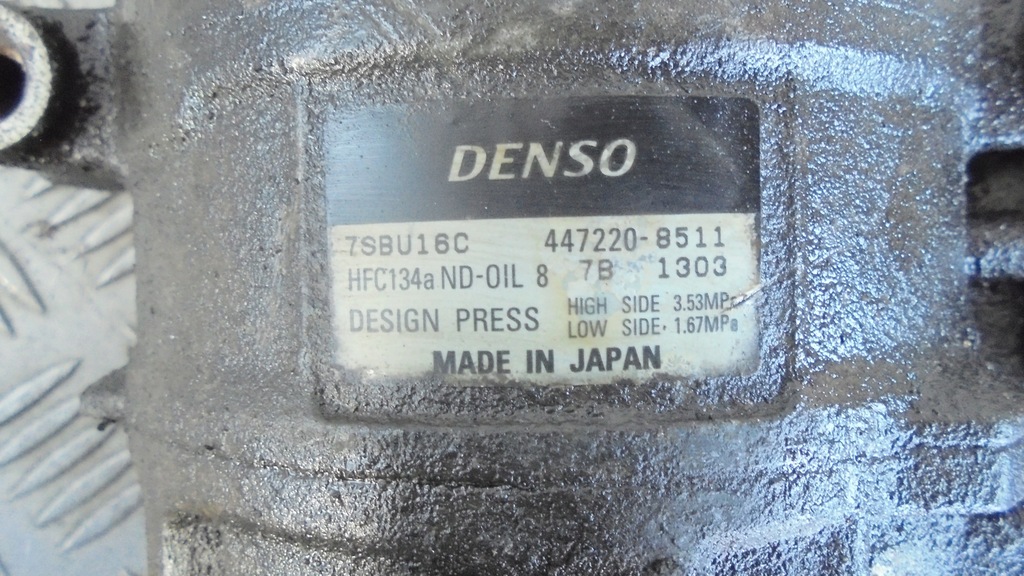 DENSO
7SBU16C 447220-8511
HFC134a ND-OIL 8 7B 1303
DESIGN PRESS HIGH SIDE 3.53MPa
LOW SIDE 1.67MPa
MADE IN JAPAN